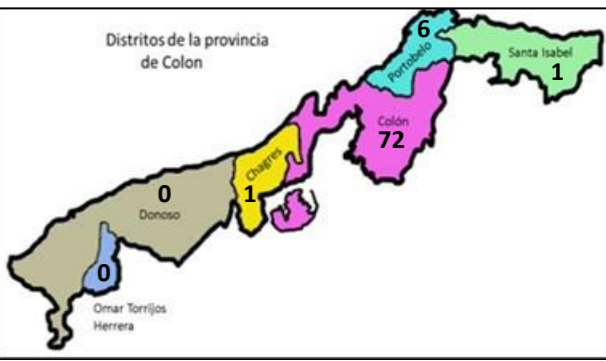 Distritos de la provincia
de Colon
6
Portobelo
Santa Isabel
1
Colón
72
Chagres
1
0
Donoso
0
Omar Torrijos
Herrera